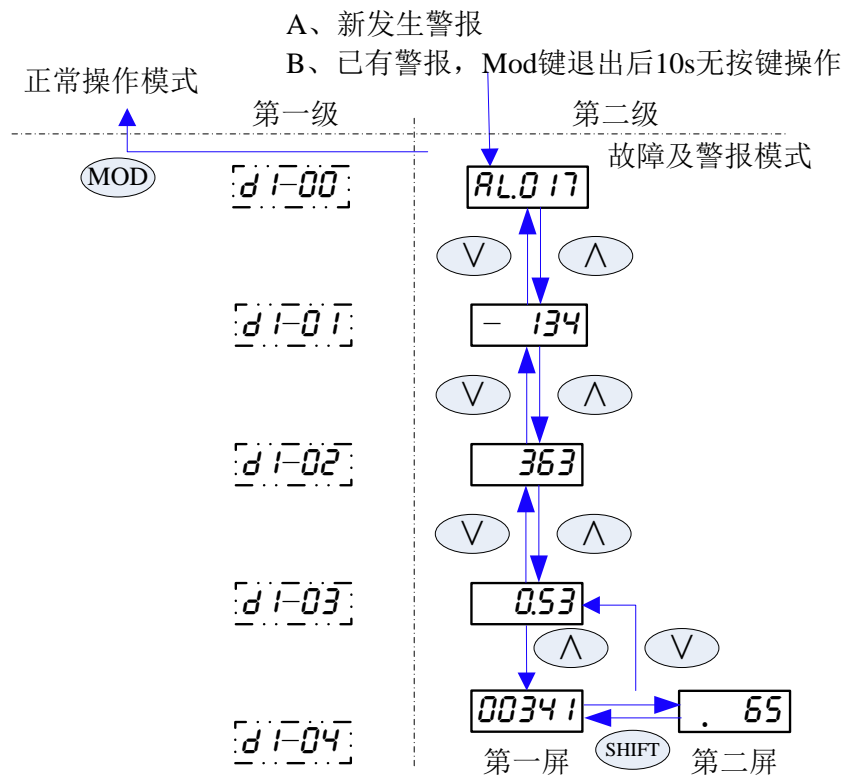 A、新发生警报
B、已有警报，Mod键退出后10s无按键操作
正常操作模式
第一级
第二级
故障及警报模式
MOD
d1-00
AL.017
∨
∧
d1-01
- 134
∨
∧
d1-02
363
∨
∧
d1-03
0.53
∧
∨
00341
. 65
d1-04
第一屏
SHIFT
第二屏